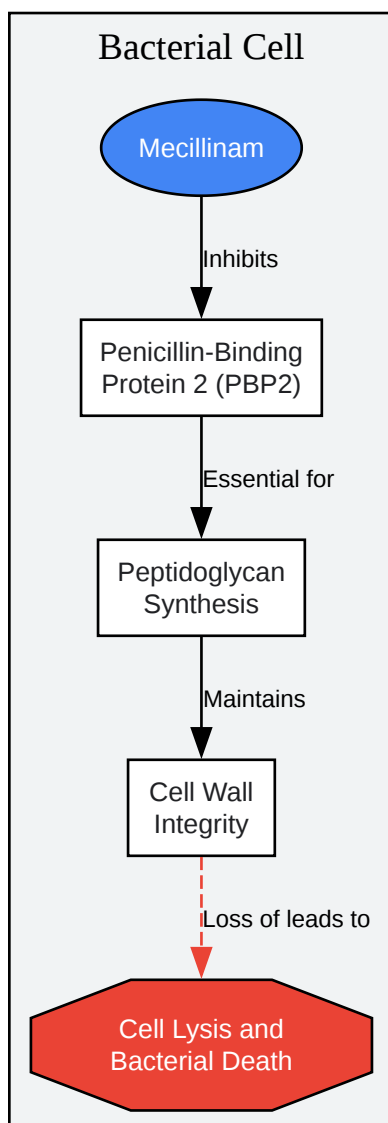 Bacterial Cell
Mecillinam
Inhibits
Penicillin-Binding
Protein 2 (PBP2)
Essential for
Peptidoglycan
Synthesis
Maintains
Cell Wall
Integrity
Loss of leads to
Cell Lysis and
Bacterial Death